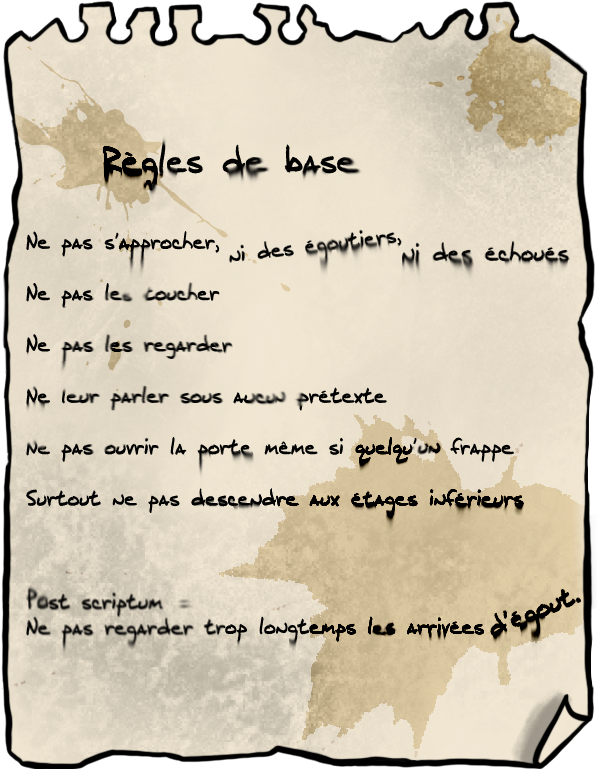 Règles de base
Ne pas s'approcher, ni des égoutiers, ni des échoués
Ne pas les toucher
Ne pas les regarder
Ne leur parler sous aucun prétexte
Ne pas ouvrir la porte même si quelqu'un frappe
Surtout ne pas descendre aux étages inférieurs
Post scriptum =
Ne pas regarder trop longtemps les arrivées d'égout.